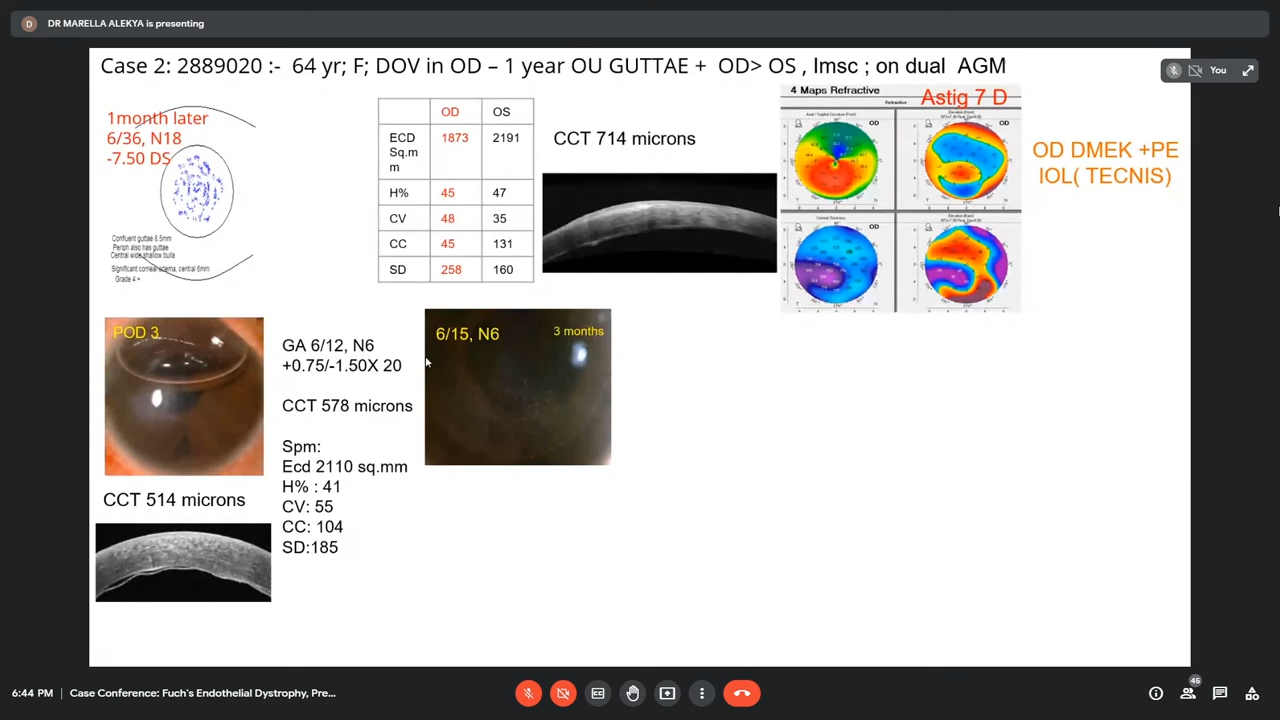 D DR MARELLA ALEKYA is presenting
Case 2: 2889020 :- 64 yr; F; DOV in OD – 1 year OU GUTTAE + OD> OS , Imsc ; on dual AGM
You
1month later
6/36, N18
-7.50 DS
Confluent guttae 8.5mm
Periph also has guttae
Central wide shallow bulla
Significant corneal edema, central 6mm
Grade 4 +
OD OS
ECD Sq.mm 1873 2191
H% 45 47
CV 48 35
CC 45 131
SD 258 160
CCT 714 microns
4 Maps Refractive
Refractive
Astig 7 D
OD
OD
OD
OD DMEK +PE
IOL( TECNIS)
POD 3
CCT 514 microns
GA 6/12, N6
+0.75/-1.50X 20
CCT 578 microns
Spm:
Ecd 2110 sq.mm
H% : 41
CV: 55
CC: 104
SD:185
6/15, N6
3 months
6:44 PM | Case Conference: Fuch's Endothelial Dystrophy, Pre...
45